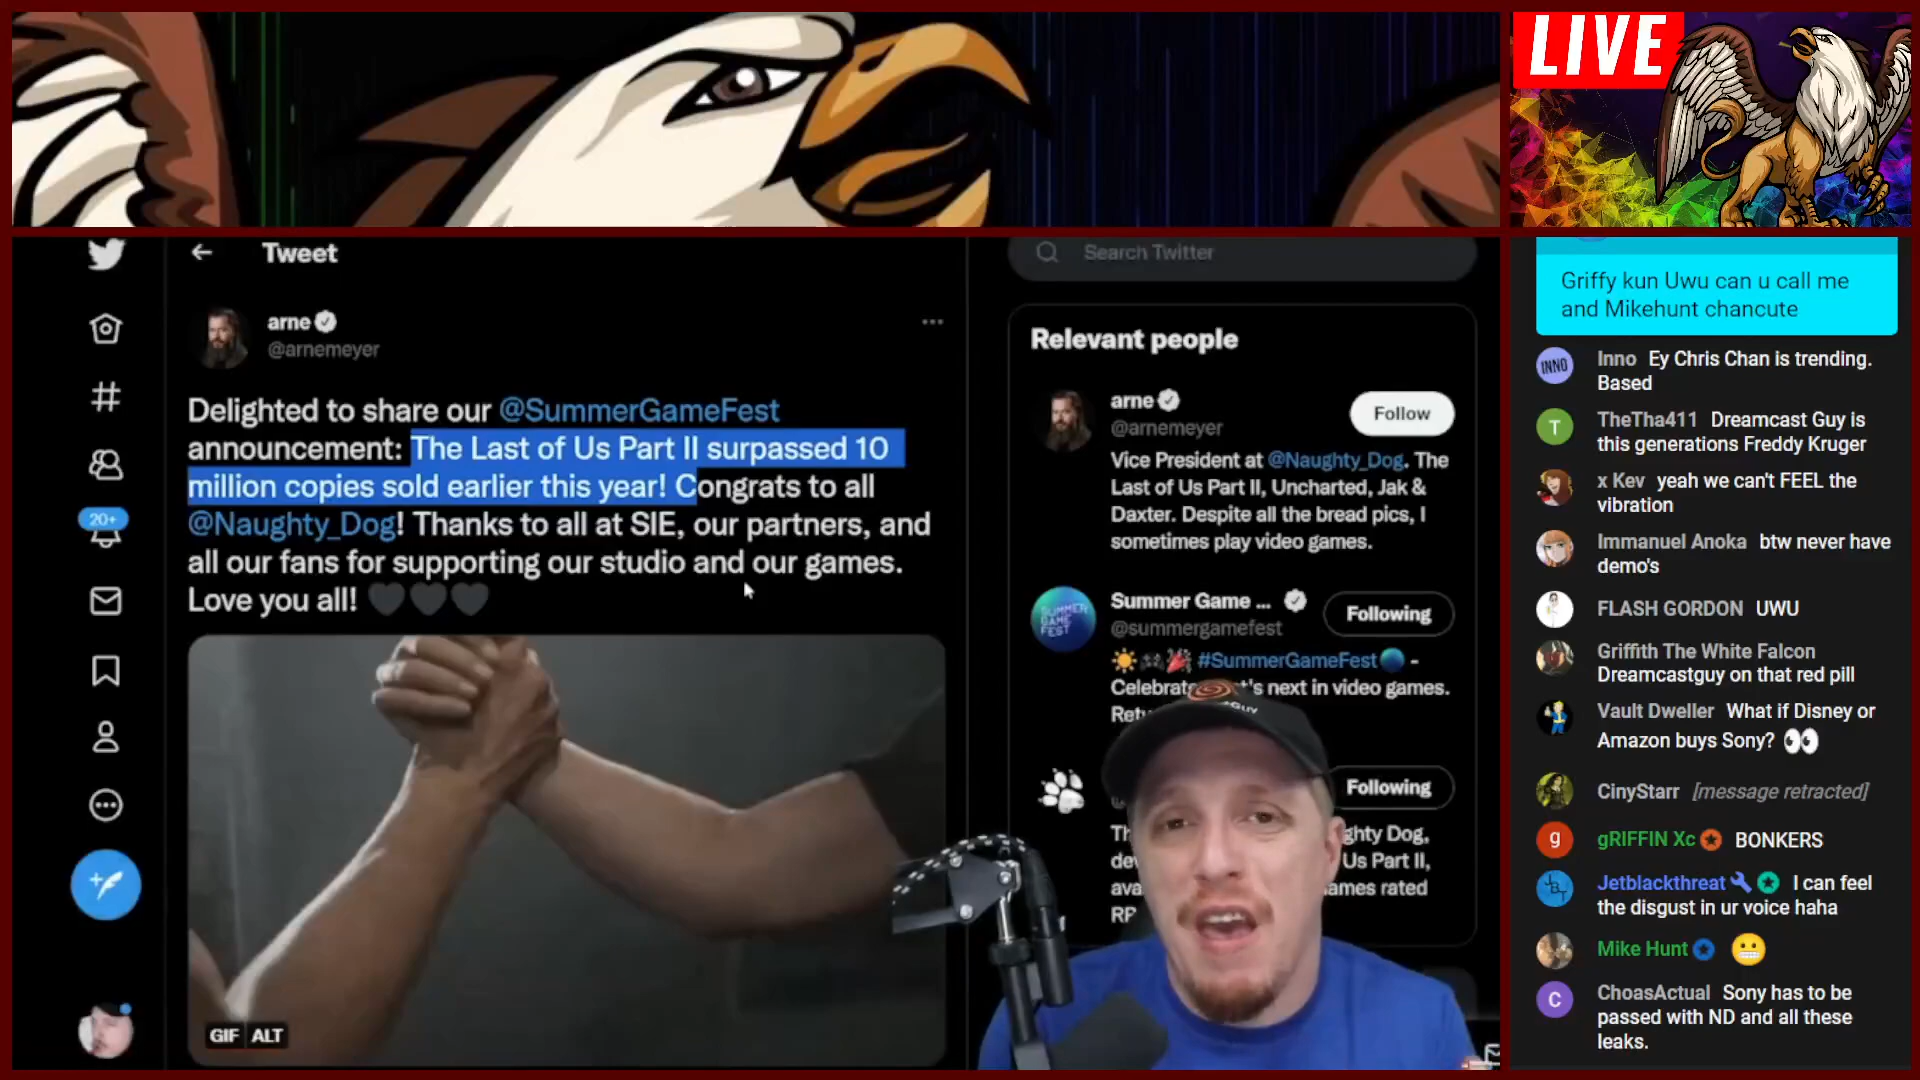 LIVE
Tweet
Search Twitter
arne
@arnemeyer
Delighted to share our @SummerGameFest
announcement: The Last of Us Part II surpassed 10
million copies sold earlier this year! Congrats to all
@Naughty_Dog! Thanks to all at SIE, our partners, and
all our fans for supporting our studio and our games.
Love you all!
20+
GIF ALT
Relevant people
arne
@arnemeyer
Follow
Vice President at @Naughty_Dog. The
Last of Us Part II, Uncharted, Jak &
Daxter. Despite all the bread pics, I
sometimes play video games.
SUMMER
GAME
FEST
Summer Game ...
@summergamefest
Following
#SummerGameFest -
what's next in video games.
Following
Us Part II,
RP
Griffy kun Uwu can u call me
and Mikehunt chancute
INNO
Inno Ey Chris Chan is trending.
Based
T
TheTha411 Dreamcast Guy is
this generations Freddy Kruger
x Kev yeah we can't FEEL the
vibration
Immanuel Anoka btw never have
demo's
FLASH GORDON UWU
Griffith The White Falcon
Dreamcastguy on that red pill
Vault Dweller What if Disney or
Amazon buys Sony?
CinyStarr [message retracted]
g
gRIFFIN Xc BONKERS
JBT
Jetblackthreat I can feel
the disgust in ur voice haha
Mike Hunt
C
ChoasActual Sony has to be
passed with ND and all these
leaks.